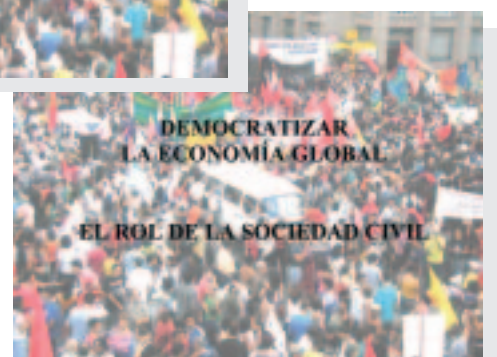 DEMOCRATIZAR
LA ECONOMÍA GLOBAL
EL ROL DE LA SOCIEDAD CIVIL